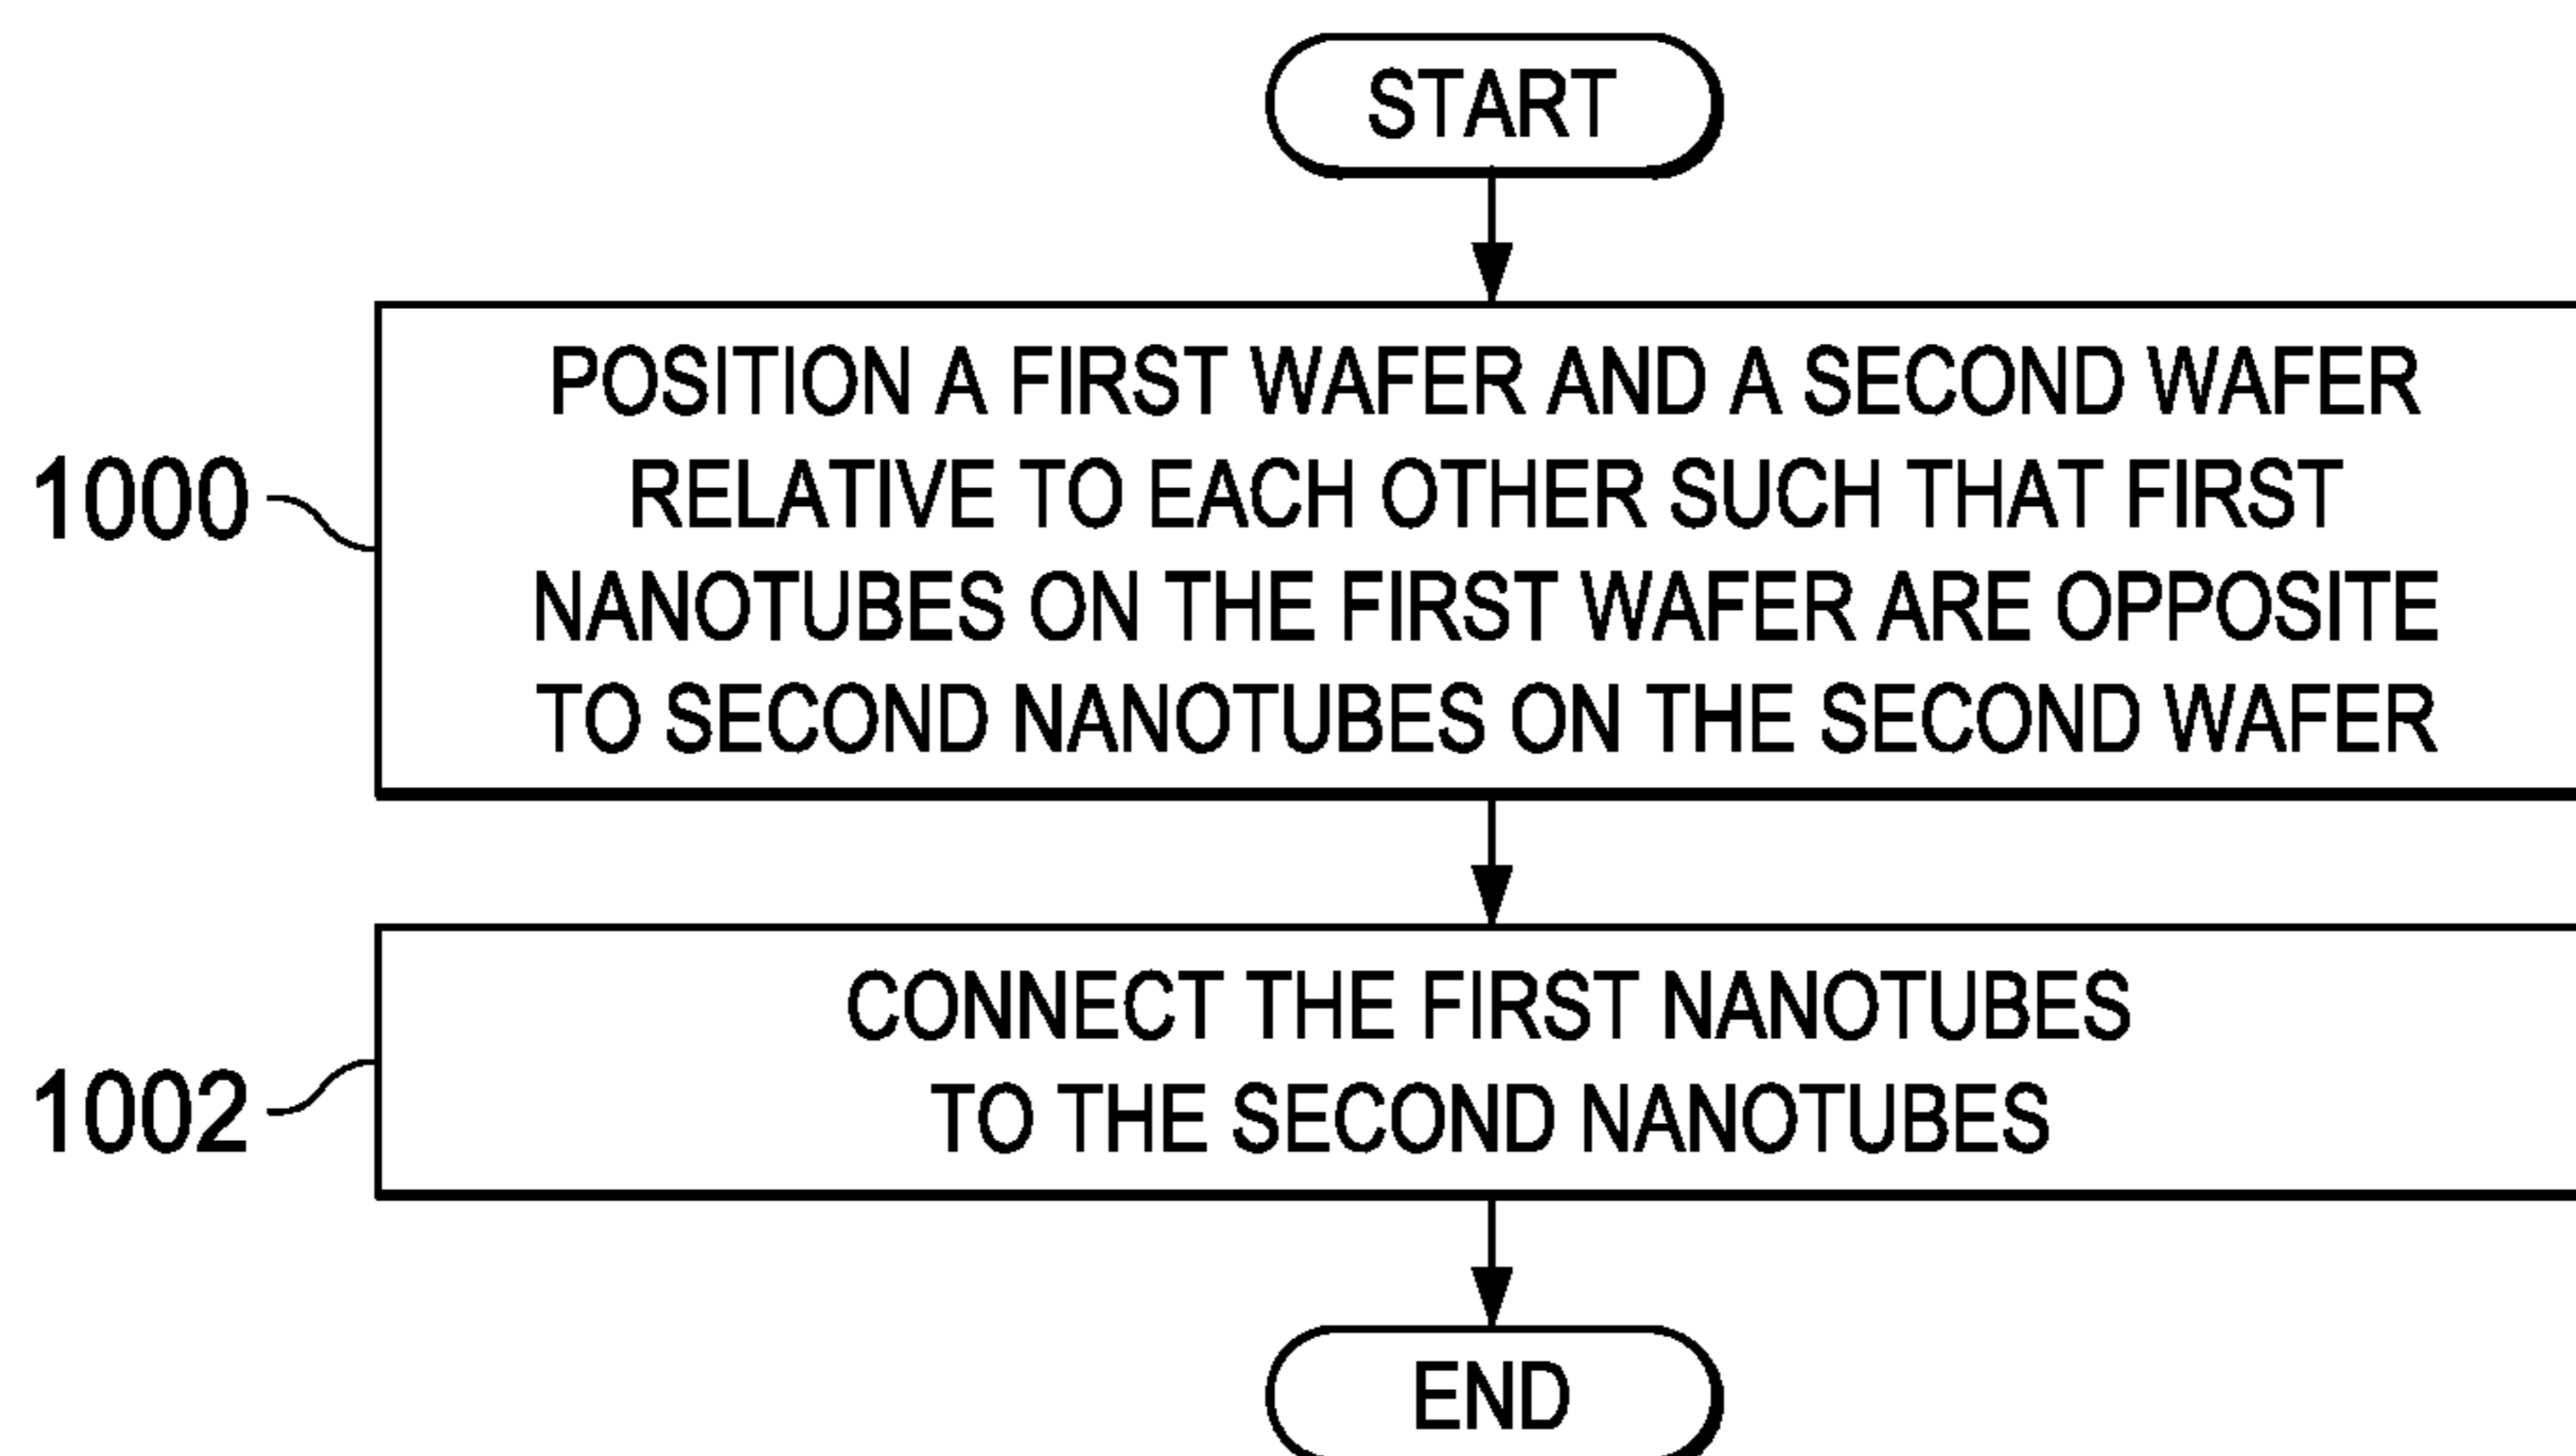 START
POSITION A FIRST WAFER AND A SECOND WAFER
RELATIVE TO EACH OTHER SUCH THAT FIRST
NANOTUBES ON THE FIRST WAFER ARE OPPOSITE
TO SECOND NANOTUBES ON THE SECOND WAFER
1000
CONNECT THE FIRST NANOTUBES
TO THE SECOND NANOTUBES
1002
END